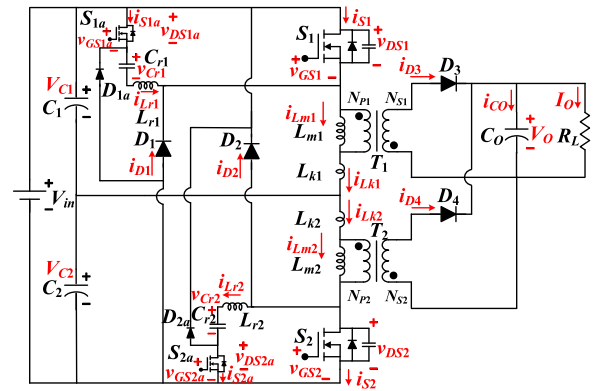 S1a iS1a
vGS1a vDS1a
S1 iS1
vGS1 vDS1
Cr1
vCr1
D1a iLr1
Lr1
VC1
C1
D1 D2
iD1 iD2
iLm1
Lm1
NP1 NS1
T1
iD3 D3
iCO IO
CO VO RL
Lk1
iLk1
Vin
Lk2 iLk2
iD4 D4
T2
iLm2
Lm2
NP2 NS2
VC2
C2
iLr2
vCr2
Cr2 Lr2
D2a
S2a vDS2a
vGS2a iS2a
S2
vGS2 vDS2
iS2